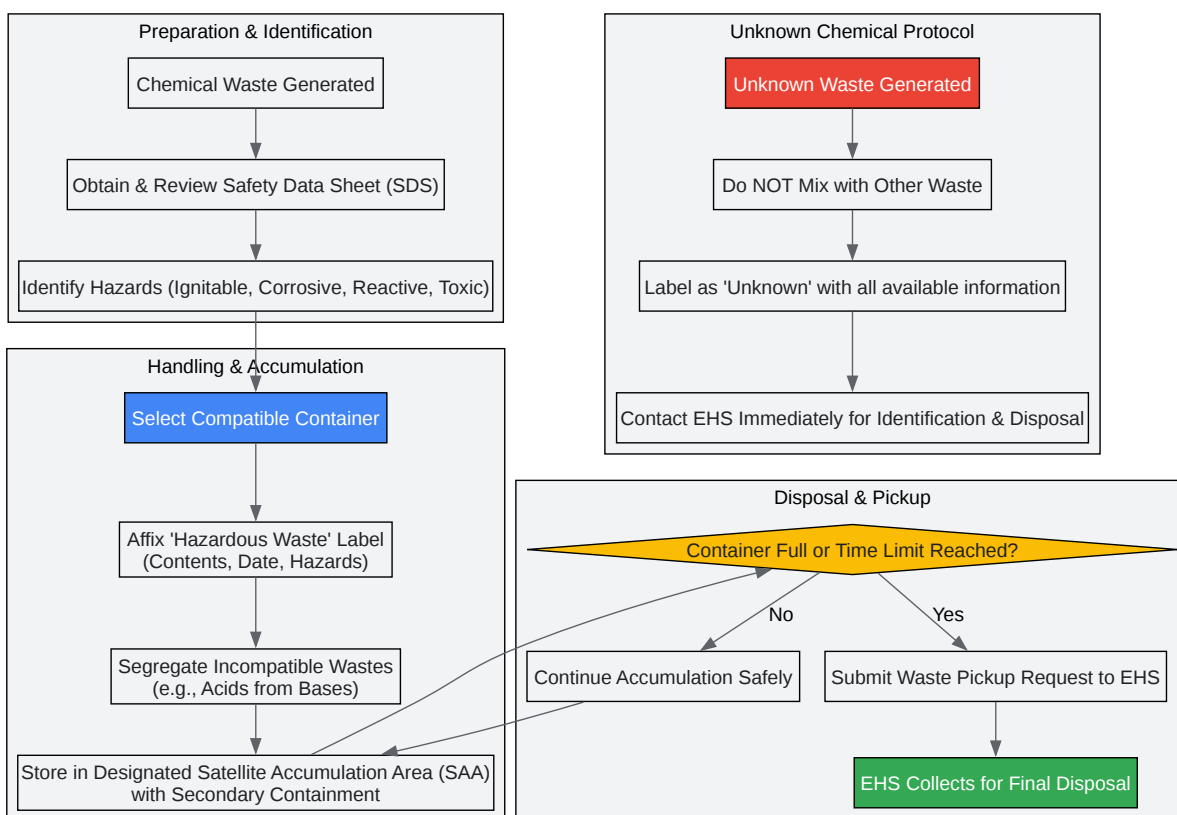 Preparation & Identification
Chemical Waste Generated
Obtain & Review Safety Data Sheet (SDS)
Identify Hazards (Ignitable, Corrosive, Reactive, Toxic)
Handling & Accumulation
Select Compatible Container
Affix 'Hazardous Waste' Label
(Contents, Date, Hazards)
Segregate Incompatible Wastes
(e.g., Acids from Bases)
Store in Designated Satellite Accumulation Area (SAA)
with Secondary Containment
Unknown Chemical Protocol
Unknown Waste Generated
Do NOT Mix with Other Waste
Label as 'Unknown' with all available information
Contact EHS Immediately for Identification & Disposal
Disposal & Pickup
Container Full or Time Limit Reached?
No
Yes
Continue Accumulation Safely
Submit Waste Pickup Request to EHS
EHS Collects for Final Disposal